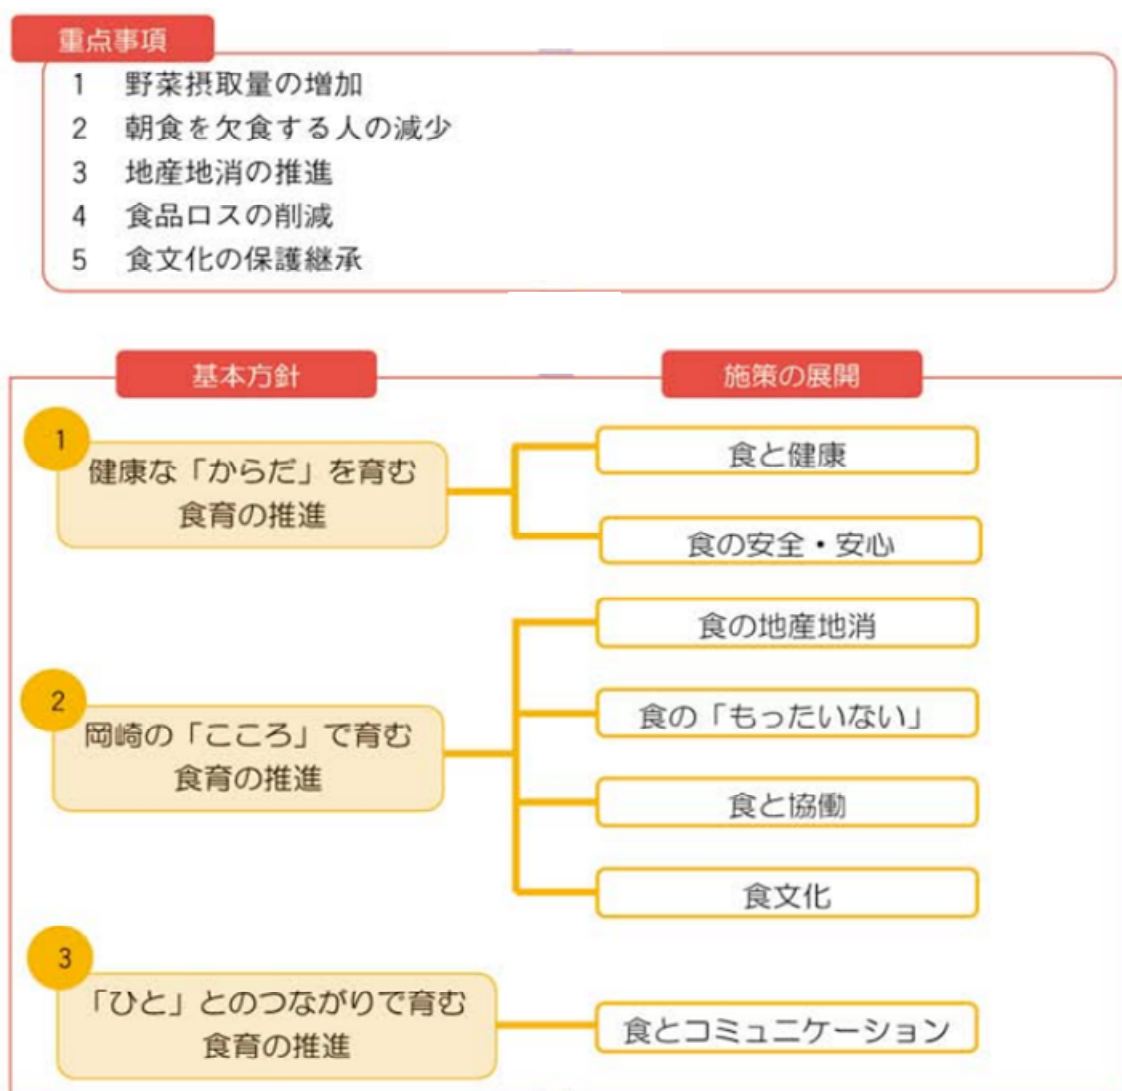 重点事項
1 野菜摂取量の増加
2 朝食を欠食する人の減少
3 地産地消の推進
4 食品ロスの削減
5 食文化の保護継承
基本方針
施策の展開
1
健康な「からだ」を育む
食育の推進
食と健康
食の安全・安心
2
岡崎の「こころ」で育む
食育の推進
食の地産地消
食の「もったいない」
食と協働
食文化
3
「ひと」とのつながりで育む
食育の推進
食とコミュニケーション